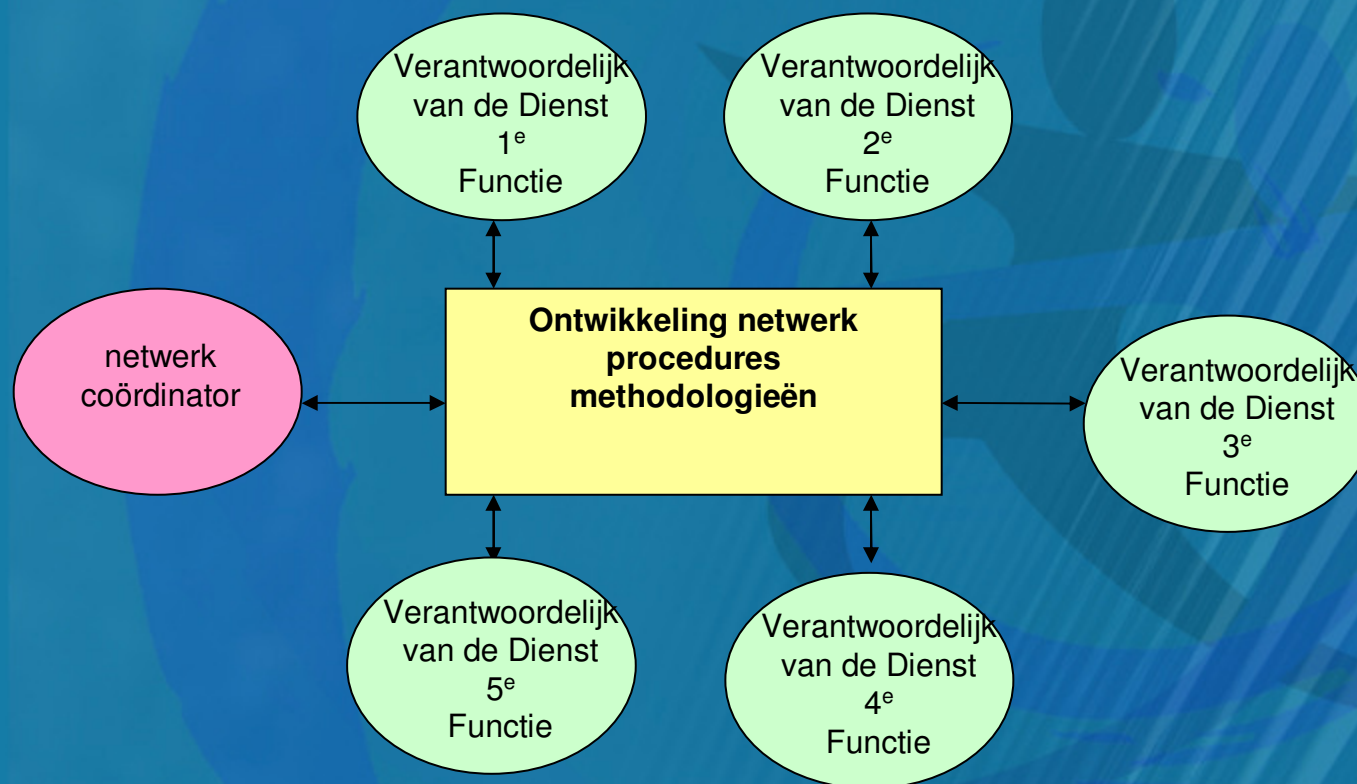 Verantwoordelijk
van de Dienst
1e
Functie
Verantwoordelijk
van de Dienst
2e
Functie
netwerk
coördinator
Ontwikkeling netwerk
procedures
methodologieën
Verantwoordelijk
van de Dienst
3e
Functie
Verantwoordelijk
van de Dienst
5e
Functie
Verantwoordelijk
van de Dienst
4e
Functie